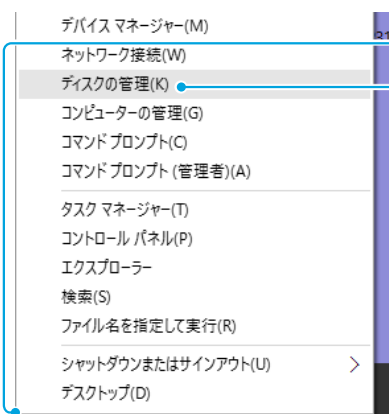 デバイス マネージャー(M)
ネットワーク接続(W)
ディスクの管理(K)
コンピューターの管理(G)
コマンド プロンプト(C)
コマンド プロンプト (管理者)(A)
タスク マネージャー(T)
コントロール パネル(P)
エクスプローラー
検索(S)
ファイル名を指定して実行(R)
シャットダウンまたはサインアウト(U)
デスクトップ(D)